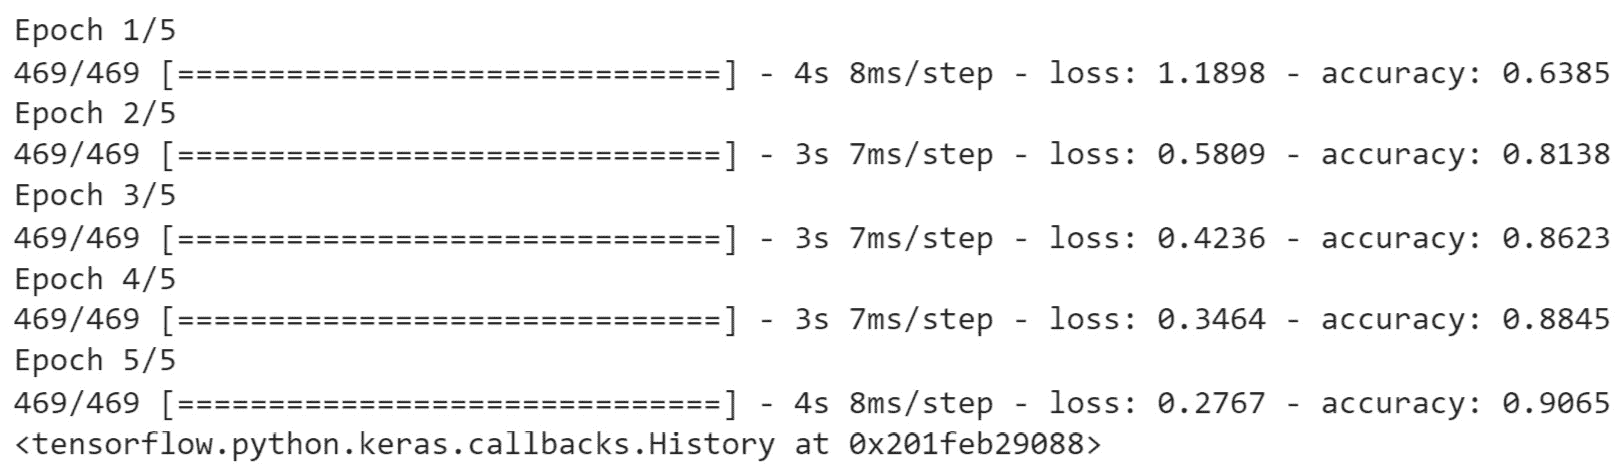 Epoch 1/5
469/469 [==============================] - 4s 8ms/step - loss: 1.1898 - accuracy: 0.6385
Epoch 2/5
469/469 [==============================] - 3s 7ms/step - loss: 0.5809 - accuracy: 0.8138
Epoch 3/5
469/469 [==============================] - 3s 7ms/step - loss: 0.4236 - accuracy: 0.8623
Epoch 4/5
469/469 [==============================] - 3s 7ms/step - loss: 0.3464 - accuracy: 0.8845
Epoch 5/5
469/469 [==============================] - 4s 8ms/step - loss: 0.2767 - accuracy: 0.9065
<tensorflow.python.keras.callbacks.History at 0x201feb29088>